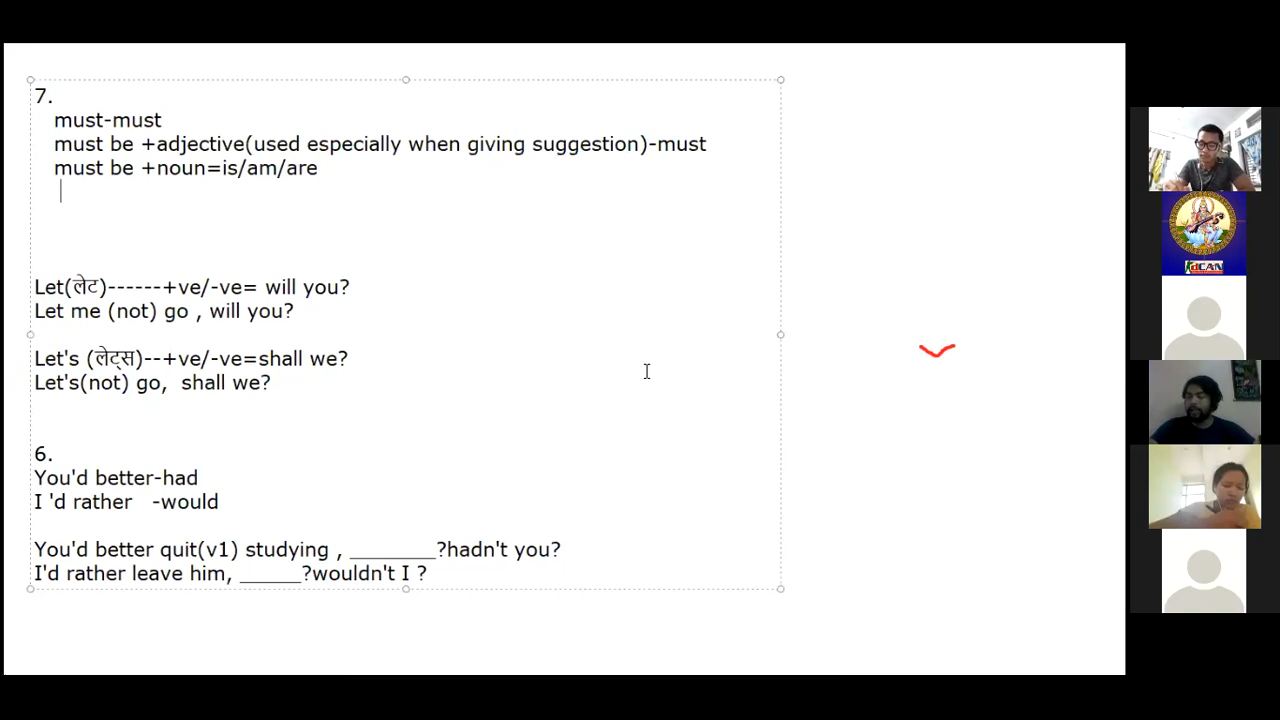 7.
must-must
must be +adjective(used especially when giving suggestion)-must
must be +noun=is/am/are
Let(लेट)------+ve/-ve= will you?
Let me (not) go , will you?
Let's (लेट्स)--+ve/-ve=shall we?
Let's(not) go, shall we?
6.
You'd better-had
I 'd rather -would
You'd better quit(v1) studying , ________?hadn't you?
I'd rather leave him, _____?wouldn't I ?